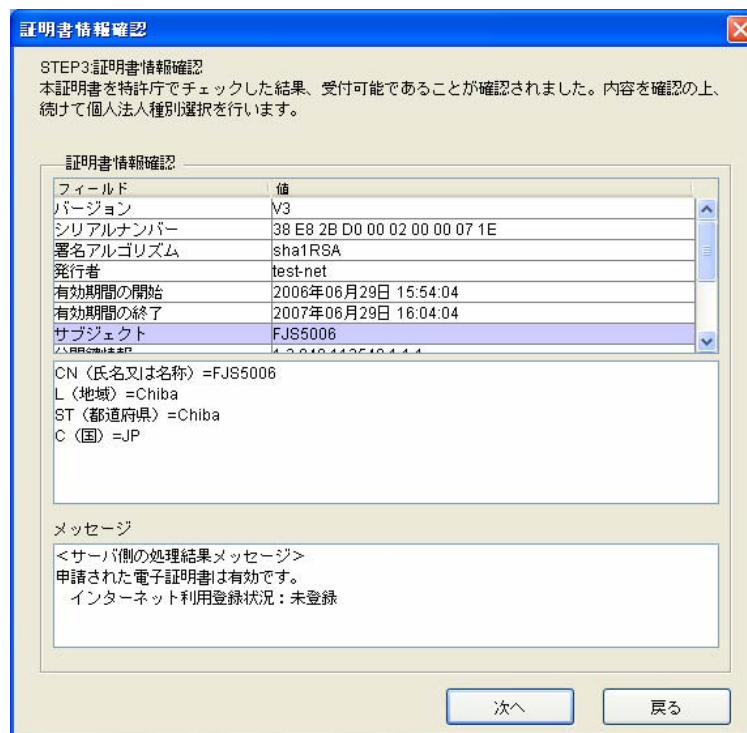 証明書情報確認
STEP3:証明書情報確認
本証明書を特許庁でチェックした結果、受付可能であることが確認されました。内容を確認の上、
続けて個人法人種別選択を行います。
証明書情報確認
フィールド 値
バージョン V3
シリアルナンバー 38 E8 2B D0 00 02 00 00 07 1E
署名アルゴリズム sha1RSA
発行者 test-net
有効期間の開始 2006年06月29日 15:54:04
有効期間の終了 2007年06月29日 16:04:04
サブジェクト FJS5006
CN（氏名又は名称）=FJS5006
L（地域）=Chiba
ST（都道府県）=Chiba
C（国）=JP
メッセージ
<サーバ側の処理結果メッセージ>
申請された電子証明書は有効です。
インターネット利用登録状況：未登録
次へ 戻る